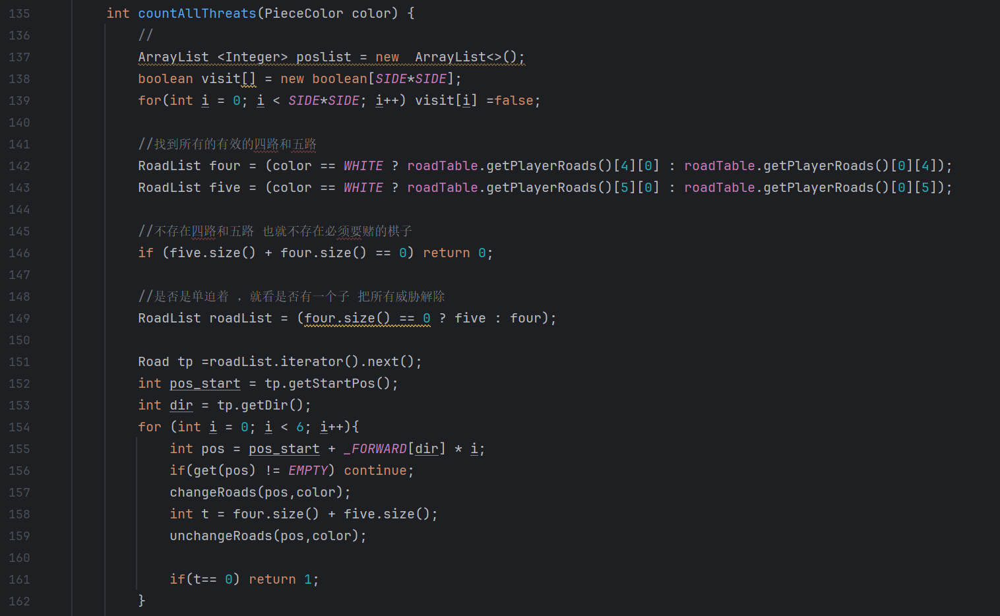 135 int countAllThreats(PieceColor color) {
136 //
137 ArrayList <Integer> poslist = new  ArrayList<>();
138 boolean visit[] = new boolean[SIDE*SIDE];
139 for(int i = 0; i < SIDE*SIDE; i++) visit[i] =false;
140
141 //找到所有的有效的四路和五路
142 RoadList four = (color == WHITE ? roadTable.getPlayerRoads()[4][0] : roadTable.getPlayerRoads()[0][4]);
143 RoadList five = (color == WHITE ? roadTable.getPlayerRoads()[5][0] : roadTable.getPlayerRoads()[0][5]);
144
145 //不存在四路和五路 也就不存在必须要赌的棋子
146 if (five.size() + four.size() == 0) return 0;
147
148 //是否是单迫着 ，就看是否有一个子 把所有威胁解除
149 RoadList roadList = (four.size() == 0 ? five : four);
150
151 Road tp =roadList.iterator().next();
152 int pos_start = tp.getStartPos();
153 int dir = tp.getDir();
154 for (int i = 0; i < 6; i++){
155 int pos = pos_start + _FORWARD[dir] * i;
156 if(get(pos) != EMPTY) continue;
157 changeRoads(pos,color);
158 int t = four.size() + five.size();
159 unchangeRoads(pos,color);
160
161 if(t== 0) return 1;
162 }